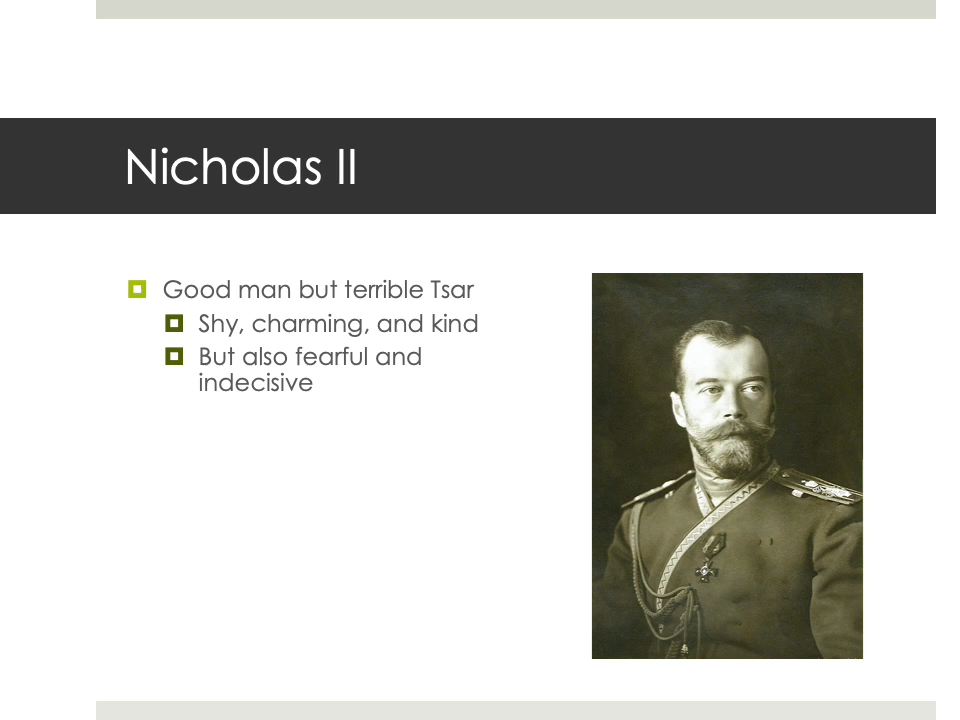 Nicholas II
Good man but terrible Tsar
Shy, charming, and kind
But also fearful and
indecisive